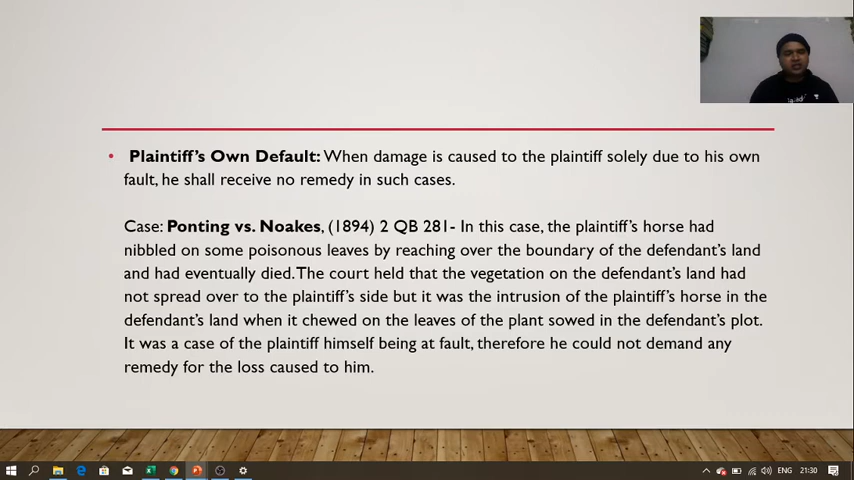 • Plaintiff's Own Default: When damage is caused to the plaintiff solely due to his own
fault, he shall receive no remedy in such cases.
Case: Ponting vs. Noakes, (1894) 2 QB 281- In this case, the plaintiff's horse had
nibbled on some poisonous leaves by reaching over the boundary of the defendant's land
and had eventually died. The court held that the vegetation on the defendant's land had
not spread over to the plaintiff's side but it was the intrusion of the plaintiff's horse in the
defendant's land when it chewed on the leaves of the plant sowed in the defendant's plot.
It was a case of the plaintiff himself being at fault, therefore he could not demand any
remedy for the loss caused to him.
ENG 21:30